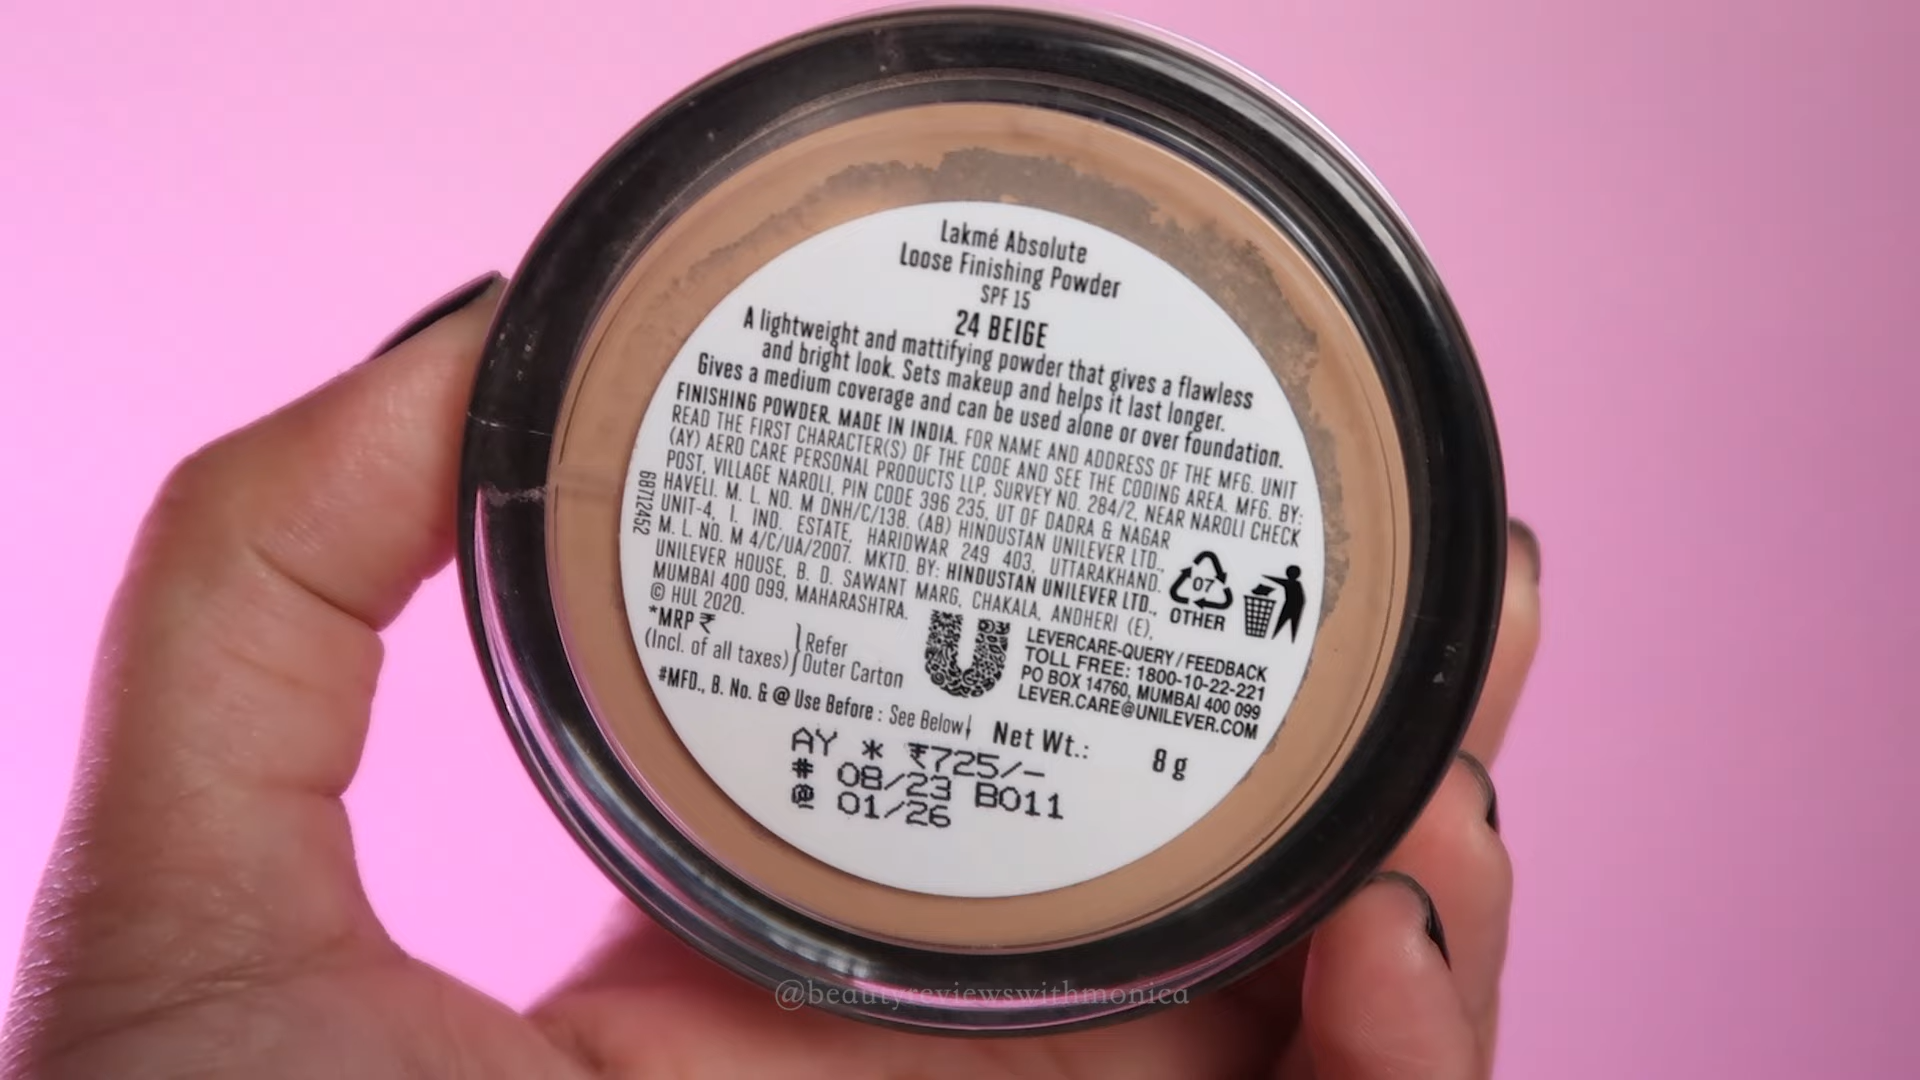 Lakmé Absolute
Loose Finishing Powder
SPF 15
24 BEIGE
A lightweight and mattifying powder that gives a flawless
and bright look. Sets makeup and helps it last longer.
Gives a medium coverage and can be used alone or over foundation.
FINISHING POWDER. MADE IN INDIA. FOR NAME AND ADDRESS OF THE MFG. UNIT
READ THE FIRST CHARACTER(S) OF THE CODE AND SEE THE CODING AREA. MFG. BY:
(AY) AERO CARE PERSONAL PRODUCTS LLP, SURVEY NO. 284/2, NEAR NAROLI CHECK
POST, VILLAGE NAROLI, PIN CODE 396 235, UT OF DADRA & NAGAR
HAVELI. M. L. NO. M DNH/C/138. (AB) HINDUSTAN UNILEVER LTD.,
UNIT-4, I. IND. ESTATE, HARIDWAR 249 403, UTTARAKHAND.
M. L. NO. M 4/C/UA/2007. MKTD. BY: HINDUSTAN UNILEVER LTD.,
UNILEVER HOUSE, B. D. SAWANT MARG, CHAKALA, ANDHERI (E),
MUMBAI 400 099, MAHARASHTRA.
© HUL 2020.
68712452
07
OTHER
*MRP ₹
(Incl. of all taxes)
Refer
Outer Carton
LEVERCARE-QUERY / FEEDBACK
TOLL FREE: 1800-10-22-221
PO BOX 14760, MUMBAI 400 099
LEVER.CARE@UNILEVER.COM
#MFD., B. No. & @ Use Before : See Below↓
Net Wt.: 8 g
AY * ₹725/-
# 08/23 B011
@ 01/26
@beautyreviewswithmonica